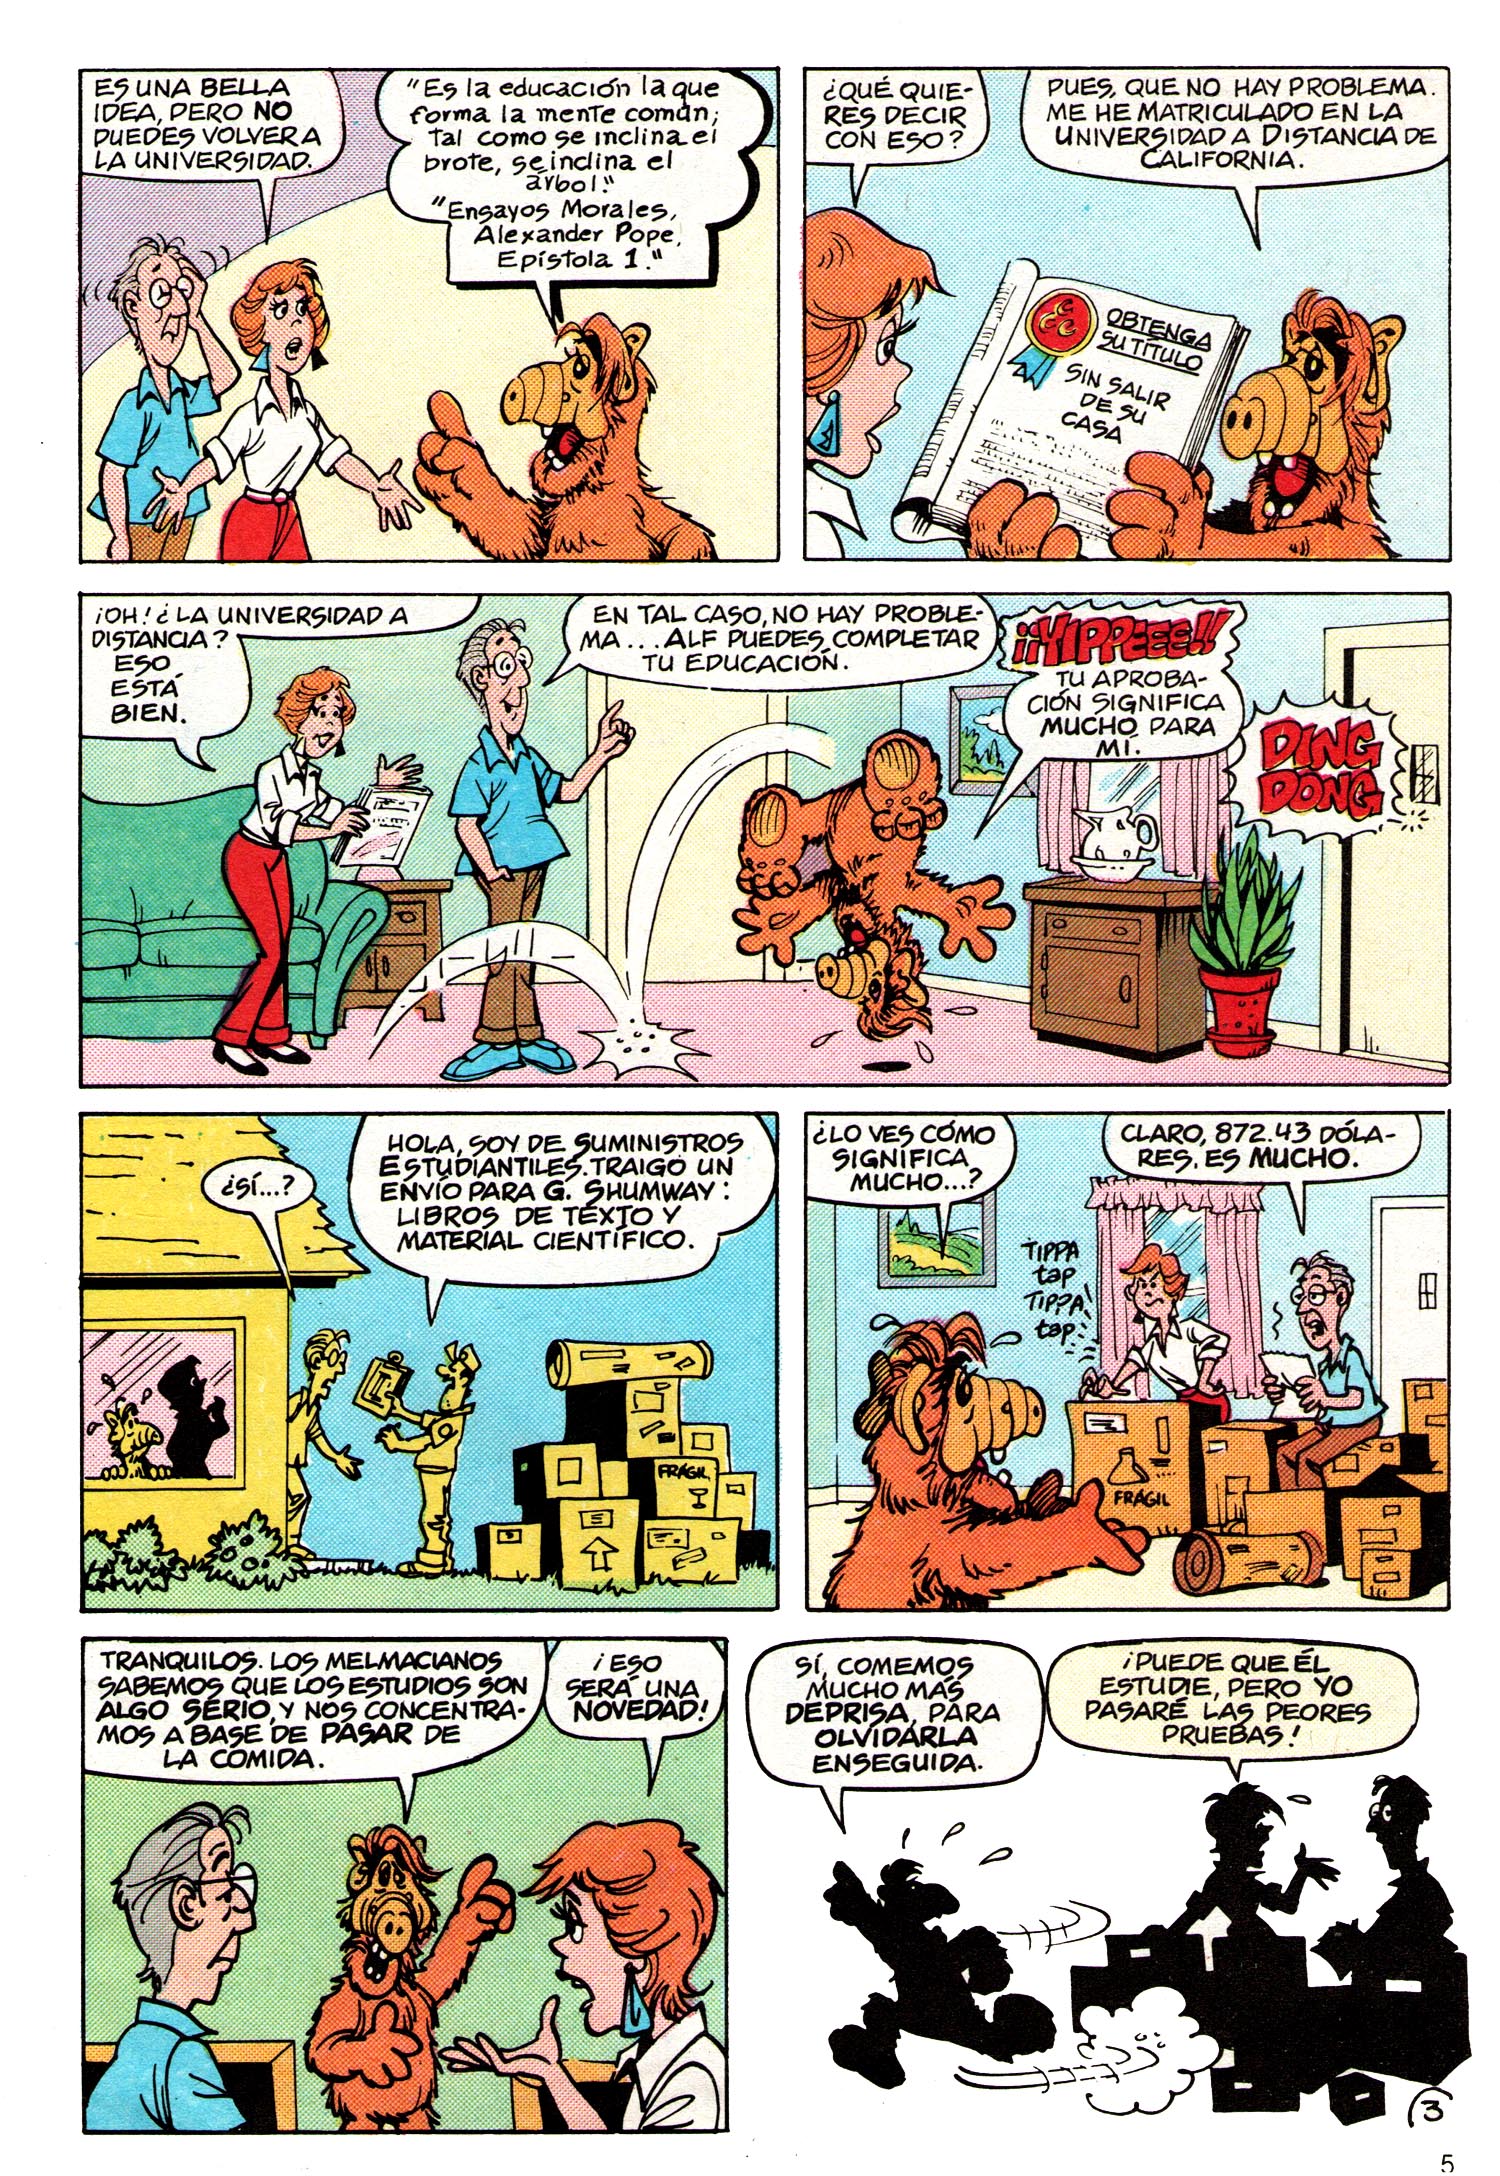 ES UNA BELLA
IDEA, PERO NO
PUEDES VOLVER A
LA UNIVERSIDAD.
"Es la educación la que
forma la mente común;
tal como se inclina el
brote, se inclina el
árbol."
"Ensayos Morales,
Alexander Pope,
Epístola 1."
¿QUÉ QUIE-
RES DECIR
CON ESO?
PUES, QUE NO HAY PROBLEMA.
ME HE MATRICULADO EN LA
UNIVERSIDAD A DISTANCIA DE
CALIFORNIA.
OBTENGA
SU TÍTULO
SIN SALIR
DE SU
CASA
¡OH! ¿LA UNIVERSIDAD A
DISTANCIA?
ESO
ESTÁ
BIEN.
EN TAL CASO, NO HAY PROBLE-
MA... ALF PUEDES COMPLETAR
TU EDUCACIÓN.
¡¡YIPPEEE!!
TU APROBA-
CIÓN SIGNIFICA
MUCHO PARA
MÍ.
DING
DONG
¿SÍ...?
HOLA, SOY DE SUMINISTROS
ESTUDIANTILES. TRAIGO UN
ENVÍO PARA G. SHUMWAY:
LIBROS DE TEXTO Y
MATERIAL CIENTÍFICO.
FRÁGIL
¿LO VES CÓMO
SIGNIFICA
MUCHO...?
CLARO, 872.43 DÓLA-
RES, ES MUCHO.
TIPPA
tap
TIPPA
tap
FRÁGIL
TRANQUILOS. LOS MELMACIANOS
SABEMOS QUE LOS ESTUDIOS SON
ALGO SERIO, Y NOS CONCENTRA-
MOS A BASE DE PASAR DE
LA COMIDA.
¡ESO
SERÁ UNA
NOVEDAD!
SÍ, COMEMOS
MUCHO MÁS
DEPRISA, PARA
OLVIDARLA
ENSEGUIDA.
¡PUEDE QUE ÉL
ESTUDIE, PERO YO
PASARÉ LAS PEORES
PRUEBAS!
3
5